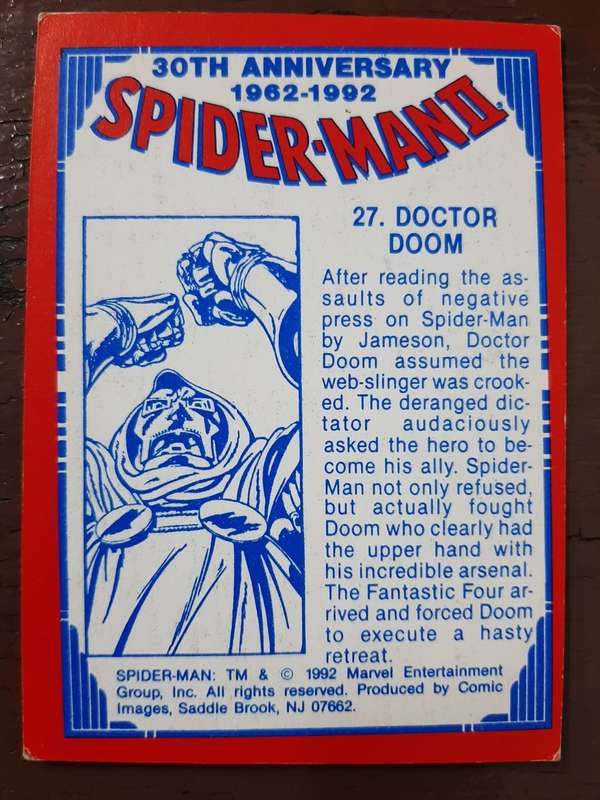 30TH ANNIVERSARY
1962-1992
SPIDER-MAN II
27. DOCTOR
DOOM
After reading the as-
saults of negative
press on Spider-Man
by Jameson, Doctor
Doom assumed the
web-slinger was crook-
ed. The deranged dic-
tator audaciously
asked the hero to be-
come his ally. Spider-
Man not only refused,
but actually fought
Doom who clearly had
the upper hand with
his incredible arsenal.
The Fantastic Four ar-
rived and forced Doom
to execute a hasty
retreat.
SPIDER-MAN: TM & © 1992 Marvel Entertainment
Group, Inc. All rights reserved. Produced by Comic
Images, Saddle Brook, NJ 07662.